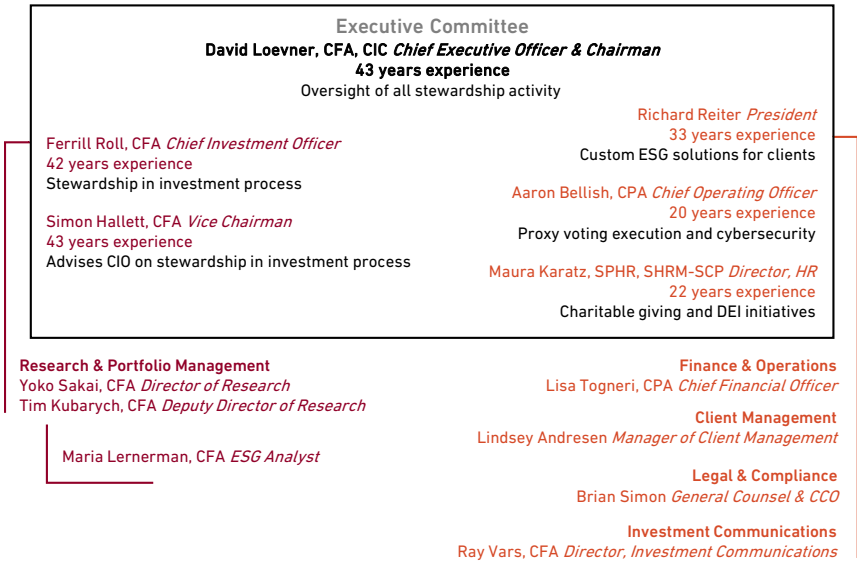 Executive Committee
David Loevner, CFA, CIC Chief Executive Officer & Chairman
43 years experience
Oversight of all stewardship activity
Ferrill Roll, CFA Chief Investment Officer
42 years experience
Stewardship in investment process
Simon Hallett, CFA Vice Chairman
43 years experience
Advises CIO on stewardship in investment process
Richard Reiter President
33 years experience
Custom ESG solutions for clients
Aaron Bellish, CPA Chief Operating Officer
20 years experience
Proxy voting execution and cybersecurity
Maura Karatz, SPHR, SHRM-SCP Director, HR
22 years experience
Charitable giving and DEI initiatives
Research & Portfolio Management
Yoko Sakai, CFA Director of Research
Tim Kubarych, CFA Deputy Director of Research
Maria Lernerman, CFA ESG Analyst
Finance & Operations
Lisa Togneri, CPA Chief Financial Officer
Client Management
Lindsey Andresen Manager of Client Management
Legal & Compliance
Brian Simon General Counsel & CCO
Investment Communications
Ray Vars, CFA Director, Investment Communications